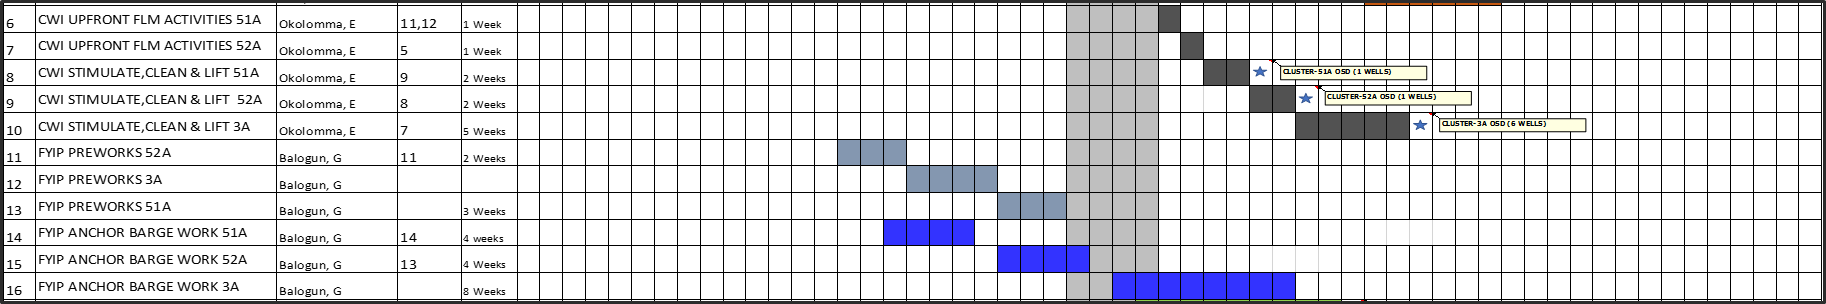 6 CWI UPFRONT FLM ACTIVITIES 51A Okolomma, E 11,12 1 Week
7 CWI UPFRONT FLM ACTIVITIES 52A Okolomma, E 5 1 Week
8 CWI STIMULATE,CLEAN & LIFT 51A Okolomma, E 9 2 Weeks CLUSTER-51A OSD (1 WELLS)
9 CWI STIMULATE,CLEAN & LIFT 52A Okolomma, E 8 2 Weeks CLUSTER-52A OSD (1 WELLS)
10 CWI STIMULATE,CLEAN & LIFT 3A Okolomma, E 7 5 Weeks CLUSTER-3A OSD (6 WELLS)
11 FYIP PREWORKS 52A Balogun, G 11 2 Weeks
12 FYIP PREWORKS 3A Balogun, G
13 FYIP PREWORKS 51A Balogun, G 3 Weeks
14 FYIP ANCHOR BARGE WORK 51A Balogun, G 14 4 weeks
15 FYIP ANCHOR BARGE WORK 52A Balogun, G 13 4 Weeks
16 FYIP ANCHOR BARGE WORK 3A Balogun, G 8 Weeks